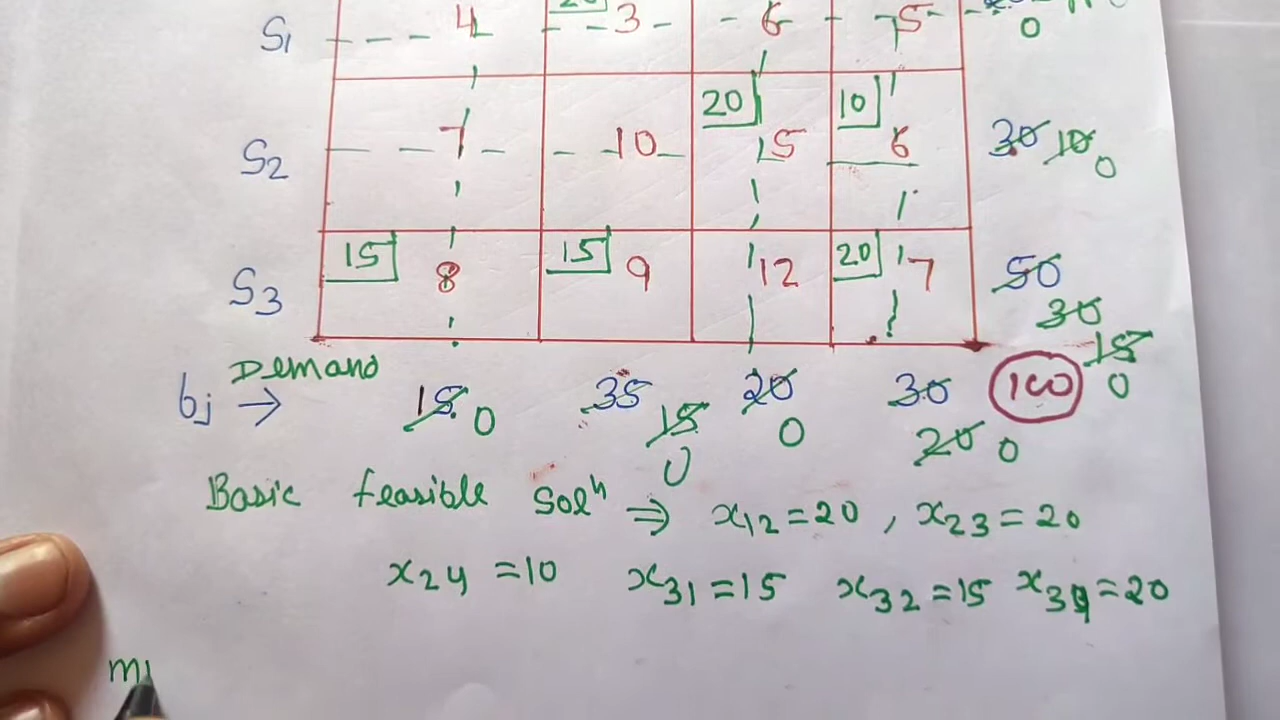 S1 4 3 6 5 0
20 10
S2 7 10 5 6 30 10 0
15 15 20
S3 8 9 12 7 50
30
Demand 15
bj → 15 0 35 20 30 100 0
15 0 20 0
0
Basic feasible Solⁿ ⇒ x12=20 , x23=20
x24 =10 x31=15 x32=15 x34=20